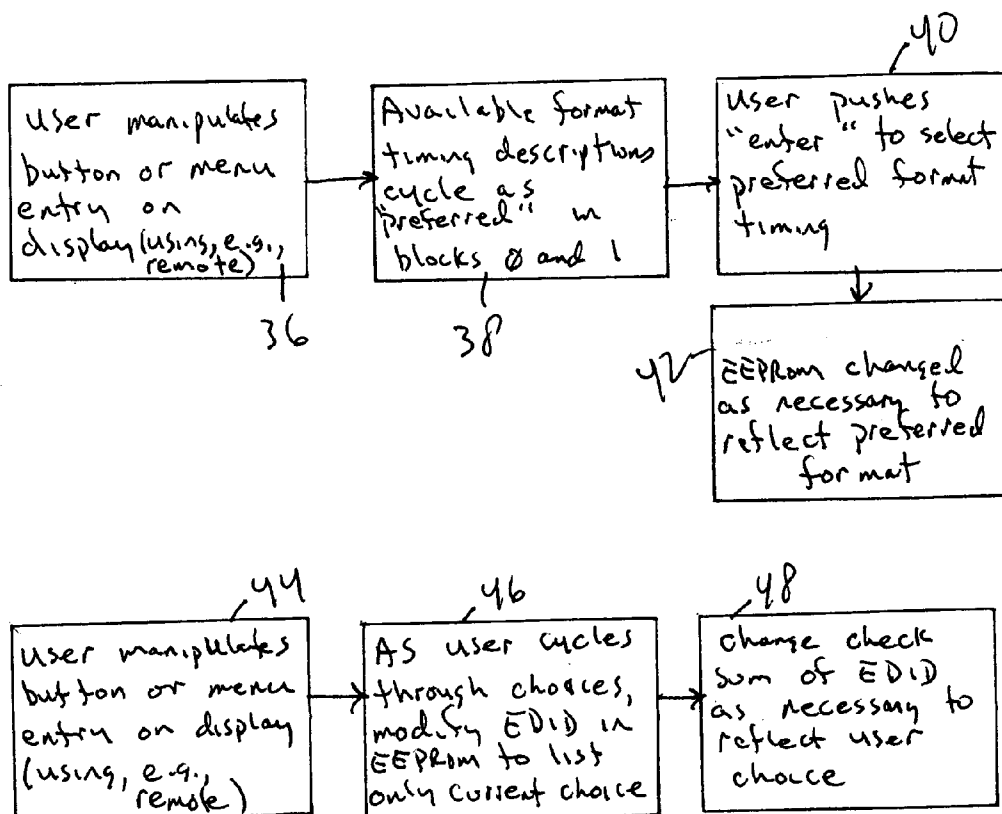 40
User manipulates
button or menu
entry on
display (using, e.g.,
remote)
36
Available format
timing descriptions
cycle as
"preferred" in
blocks 0 and 1
38
User pushes
"enter" to select
preferred format
timing
42
EEPROM changed
as necessary to
reflect preferred
format
44
User manipulates
button or menu
entry on display
(using, e.g.,
remote)
46
AS user cycles
through choices,
modify EDID in
EEPROM to list
only current choice
48
change check
sum of EDID
as necessary to
reflect user
choice